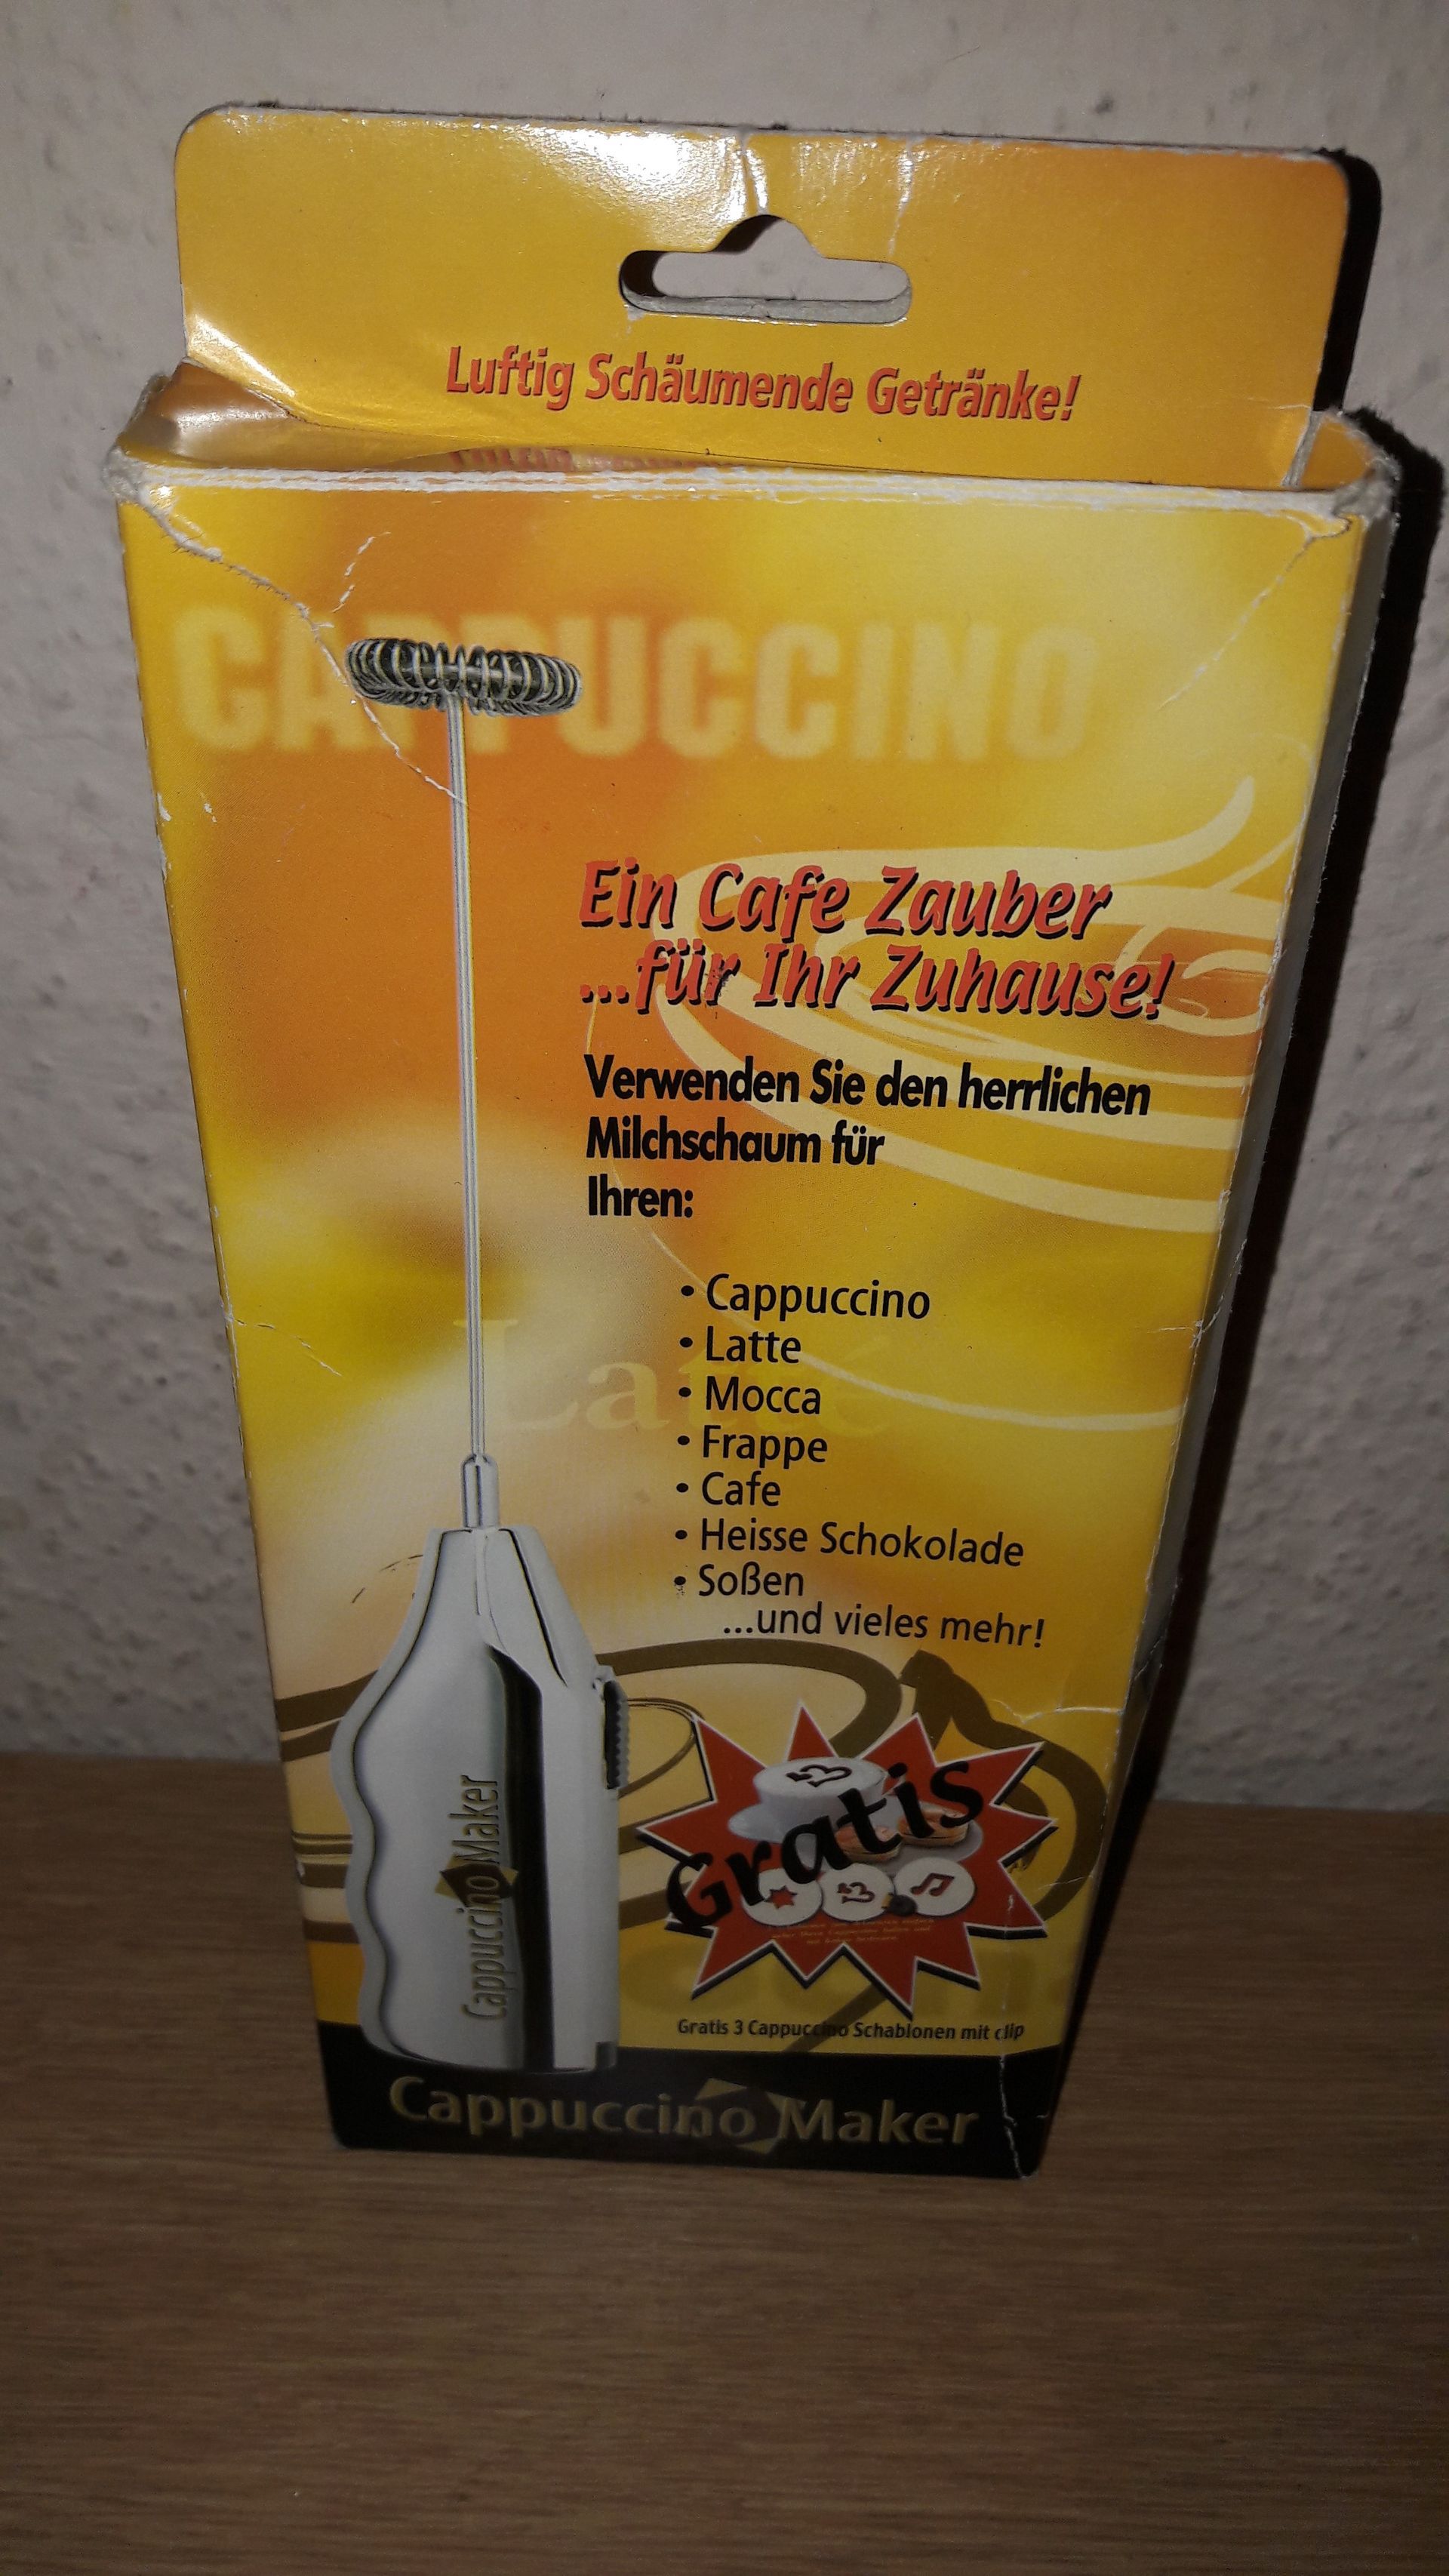 Luftig Schäumende Getränke!
CAPPUCCINO
Ein Cafe Zauber
...für Ihr Zuhause!
Verwenden Sie den herrlichen
Milchschaum für
Ihren:
• Cappuccino
• Latte
• Mocca
• Frappe
• Cafe
• Heisse Schokolade
• Soßen
...und vieles mehr!
Latté
Cappuccino Maker
Gratis
Gratis 3 Cappuccino Schablonen mit clip
Cappuccino Maker